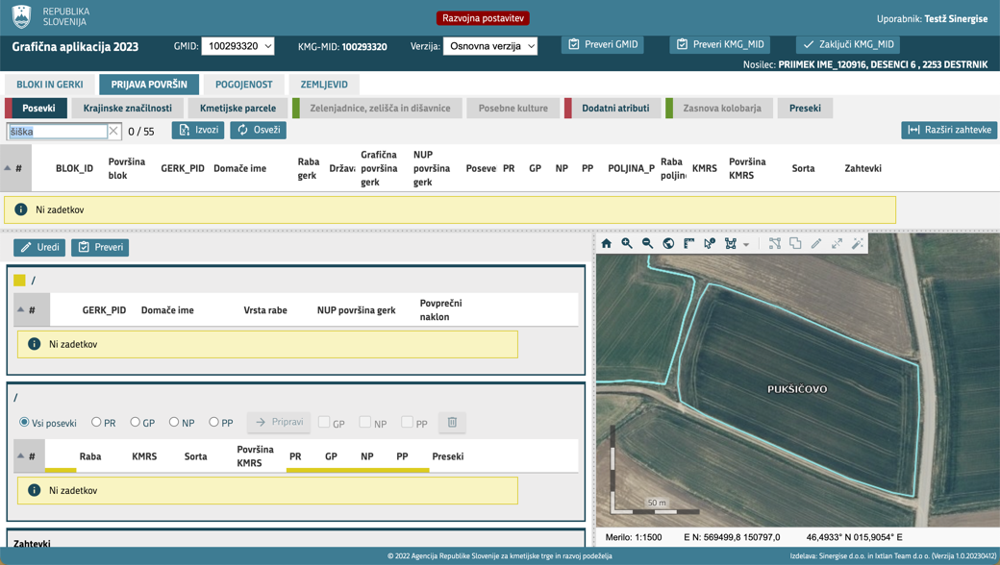 REPUBLIKA
SLOVENIJA
Razvojna postavitev
Uporabnik: Testž Sinergise
Grafična aplikacija 2023
GMID: 100293320
KMG-MID: 100293320
Verzija: Osnovna verzija
Preveri GMID
Preveri KMG_MID
Zaključi KMG_MID
Nosilec: PRIIMEK IME_120916, DESENCI 6 , 2253 DESTRNIK
BLOKI IN GERKI
PRIJAVA POVRŠIN
POGOJENOST
ZEMLJEVID
Posevki
Krajinske značilnosti
Kmetijske parcele
Zelenjadnice, zelišča in dišavnice
Posebne kulture
Dodatni atributi
Zasnova kolobarja
Preseki
šiška
0 / 55
Izvozi
Osveži
Razširi zahtevke
#
BLOK_ID
Površina
blok
GERK_PID
Domače ime
Raba
gerk
Držav
Grafična
površina
gerk
NUP
površina
gerk
Poseve
PR
GP
NP
PP
POLJINA_P
Raba
poljin
KMRS
Površina
KMRS
Sorta
Zahtevki
Ni zadetkov
Uredi
Preveri
/
#
GERK_PID
Domače ime
Vrsta rabe
NUP površina gerk
Povprečni
naklon
Ni zadetkov
/
Vsi posevki
PR
GP
NP
PP
Pripravi
GP
NP
PP
#
Raba
KMRS
Sorta
Površina
KMRS
PR
GP
NP
PP
Preseki
Ni zadetkov
Zahtevki
PUKŠIČOVO
50 m
Merilo: 1:1500
E N: 569499,8 150797,0
46,4933° N 015,9054° E
© 2022 Agencija Republike Slovenije za kmetijske trge in razvoj podeželja
Izdelava: Sinergise d.o.o. in Ixtlan Team d.o.o. (Verzija 1.0.20230412)